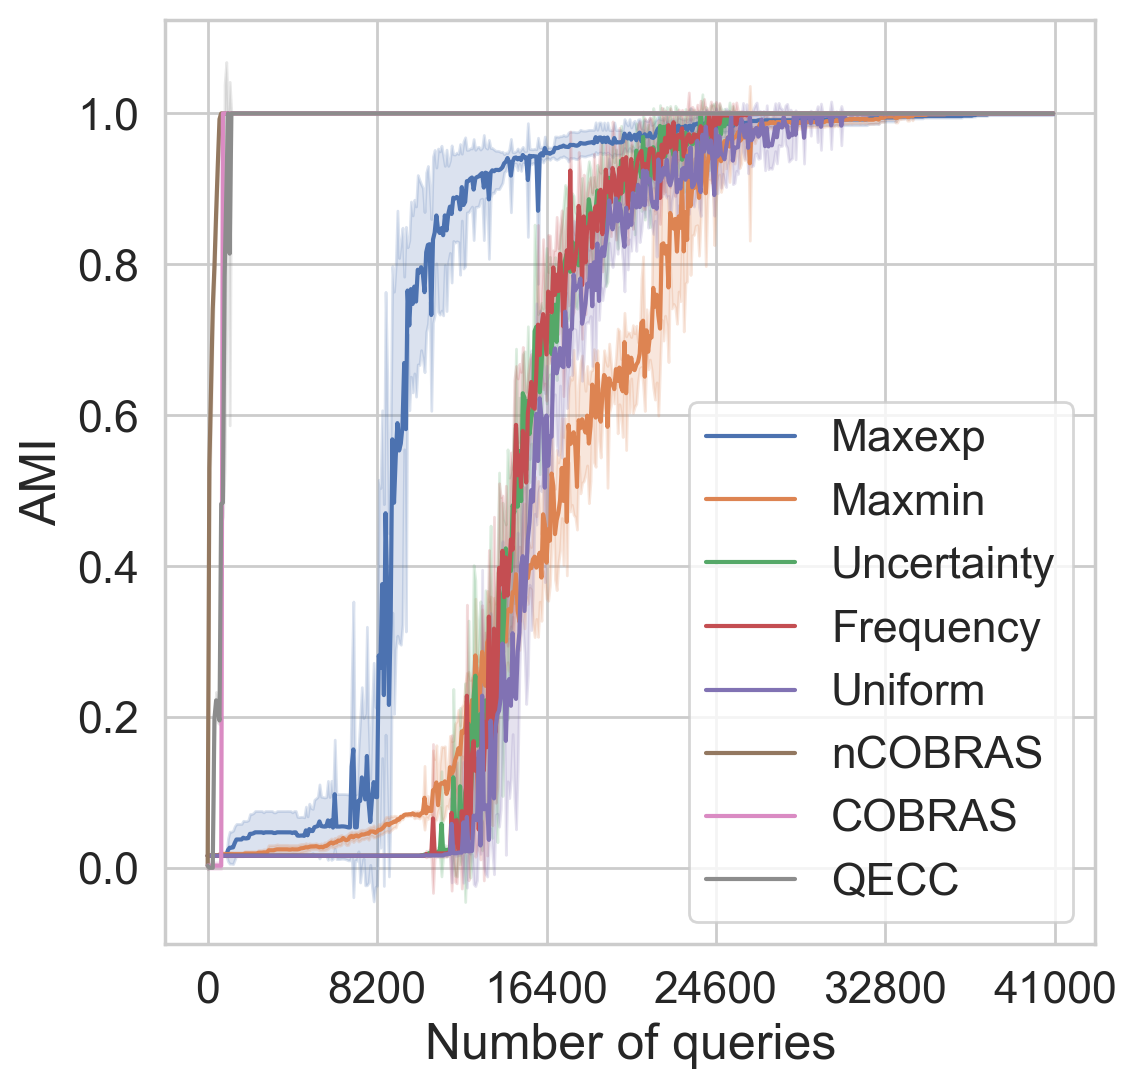 1.0
0.8
0.6
0.4
0.2
0.0
AMI
0 8200 16400 24600 32800 41000
Number of queries
Maxexp
Maxmin
Uncertainty
Frequency
Uniform
nCOBRAS
COBRAS
QECC